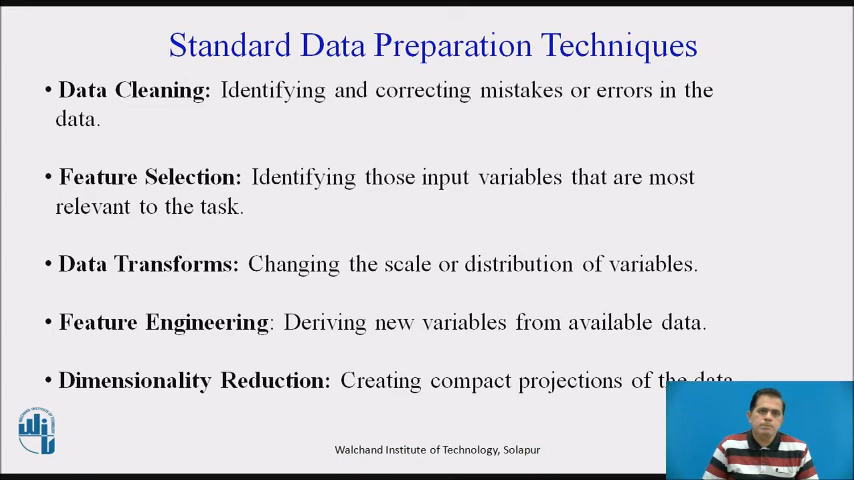 Standard Data Preparation Techniques
• Data Cleaning: Identifying and correcting mistakes or errors in the
data.
• Feature Selection: Identifying those input variables that are most
relevant to the task.
• Data Transforms: Changing the scale or distribution of variables.
• Feature Engineering: Deriving new variables from available data.
• Dimensionality Reduction: Creating compact projections of the data
Walchand Institute of Technology, Solapur